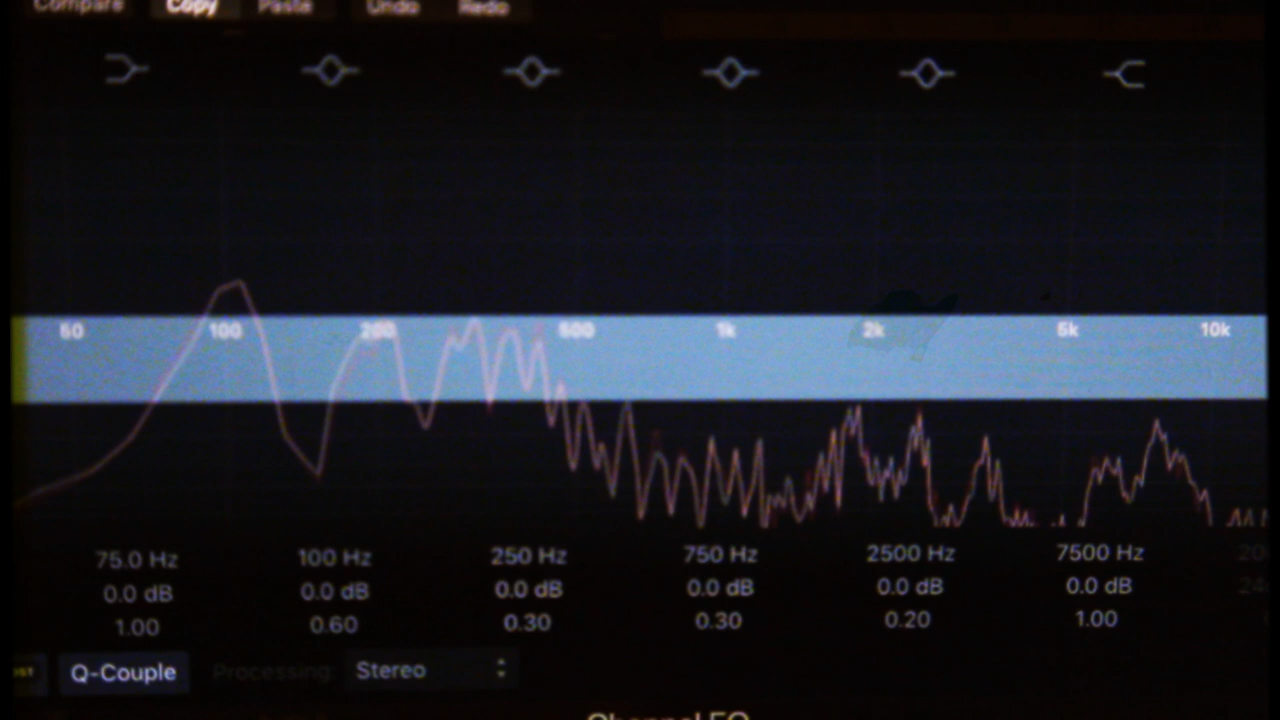 Compare Copy Paste Undo Redo
50 100 200 500 1k 2k 5k 10k
75.0 Hz 100 Hz 250 Hz 750 Hz 2500 Hz 7500 Hz
0.0 dB 0.0 dB 0.0 dB 0.0 dB 0.0 dB 0.0 dB
1.00 0.60 0.30 0.30 0.20 1.00
Q-Couple Processing: Stereo
Channel EQ